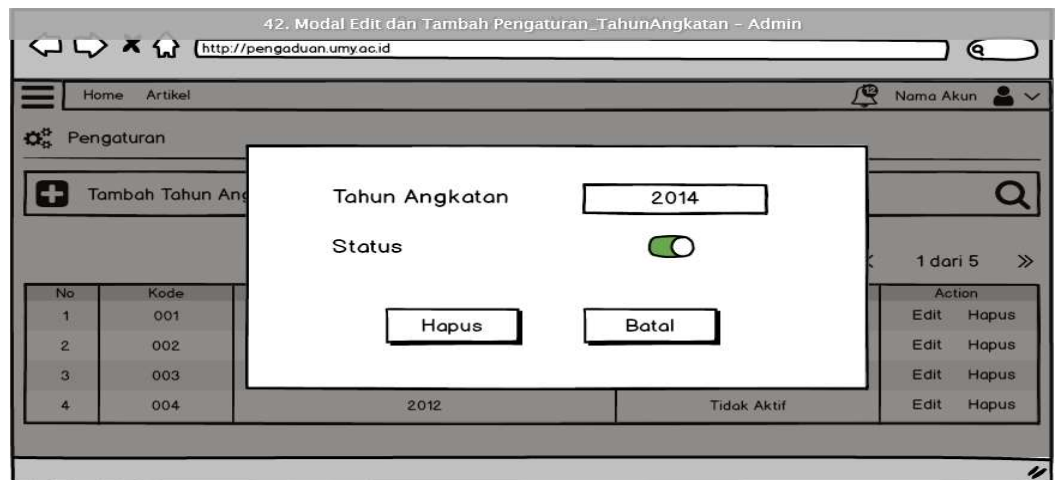 42. Modal Edit dan Tambah Pengaturan_TahunAngkatan – Admin
http://pengaduan.umy.ac.id
Home Artikel 12 Nama Akun
Pengaturan
Tambah Tahun Ang
Tahun Angkatan 2014
Status
1 dari 5
No Kode Action
1 001 Edit Hapus
2 002 Edit Hapus
3 003 Edit Hapus
4 004 2012 Tidak Aktif Edit Hapus
Hapus Batal